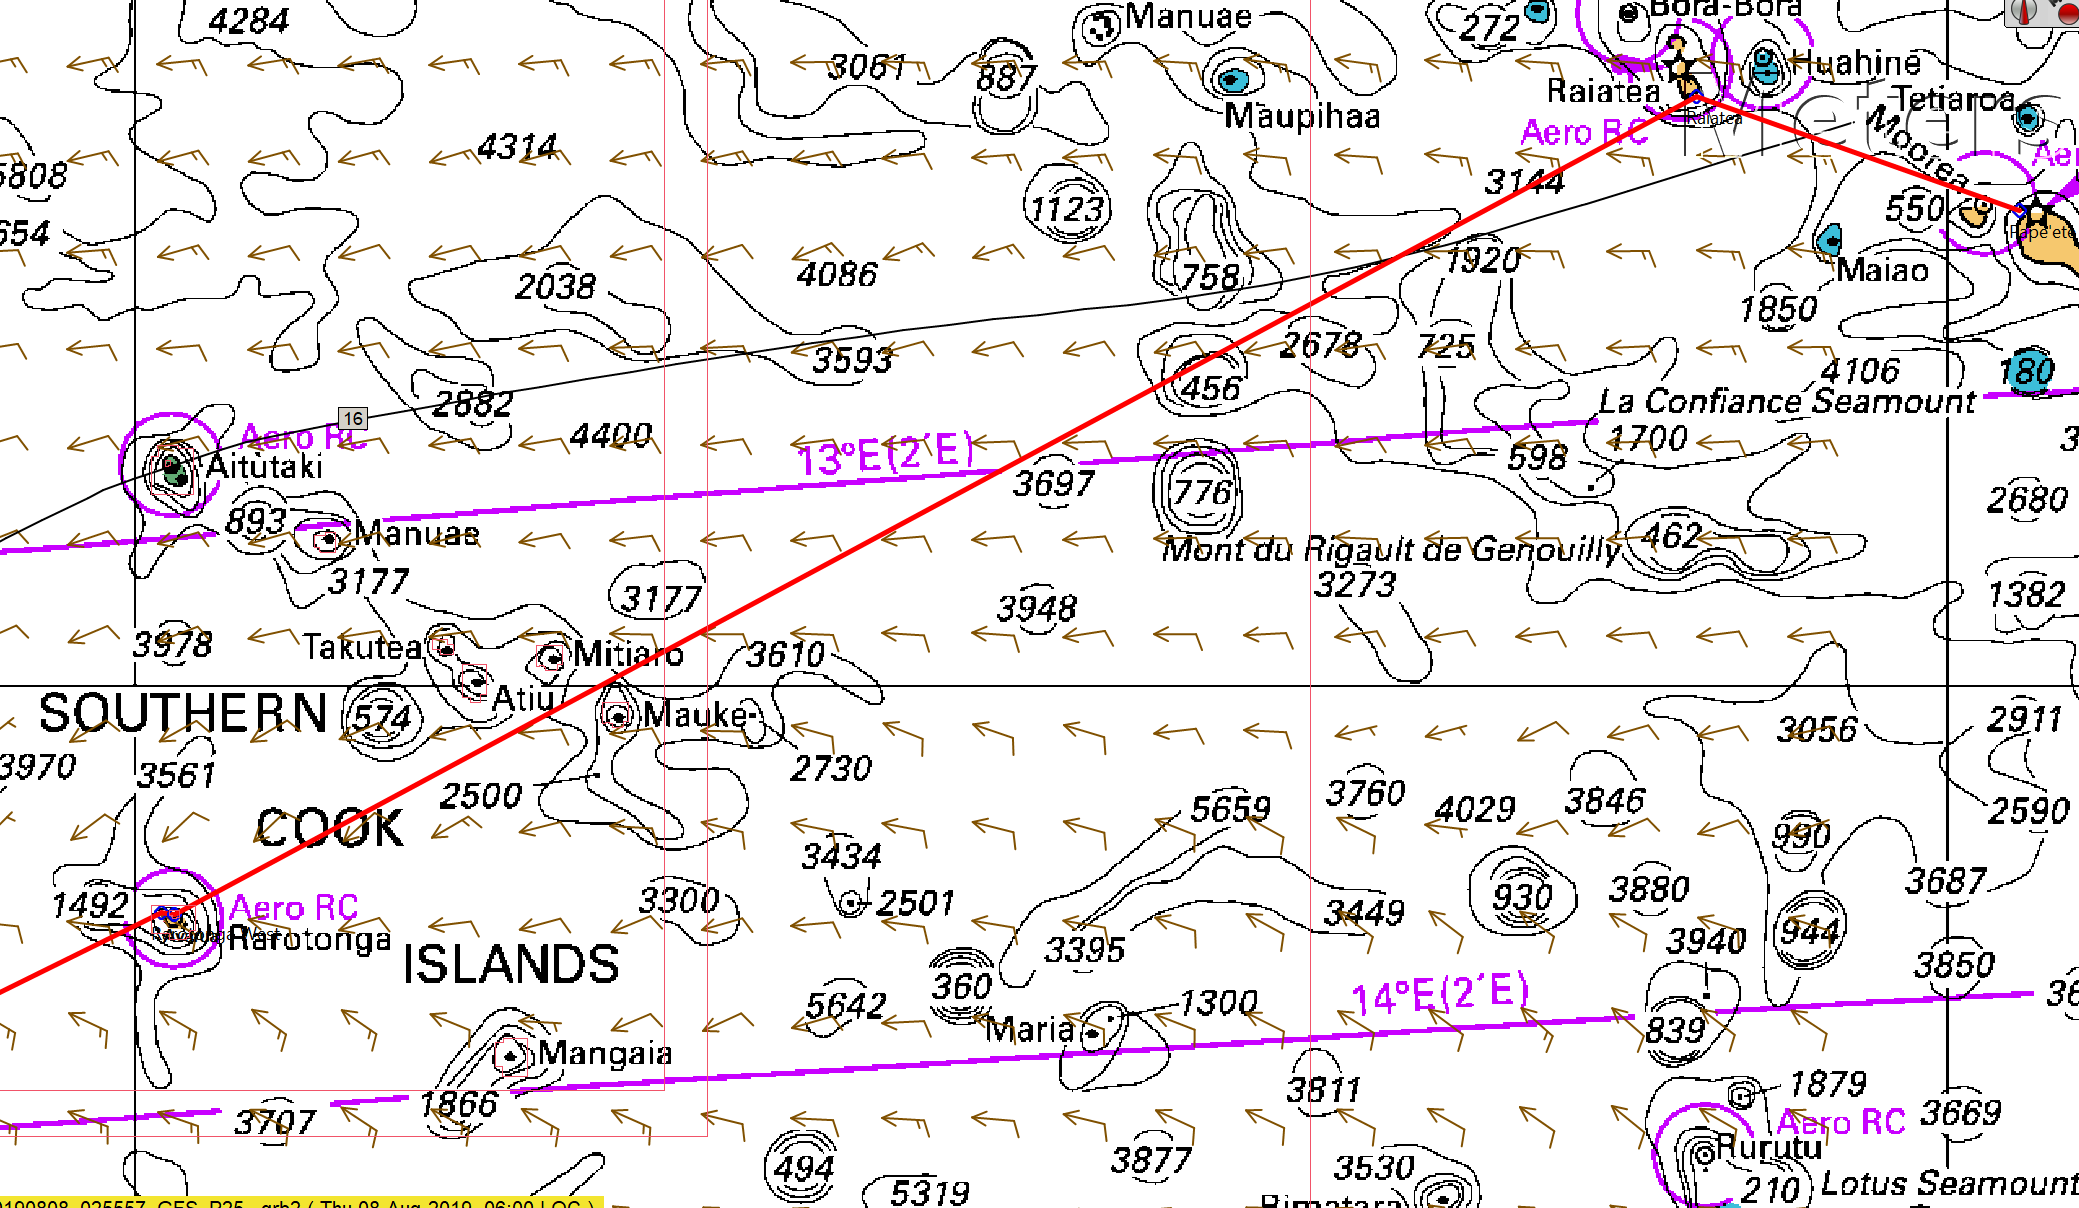 4284
Manuae
272
Bora-Bora
3061
887
Huahine
Raiatea
Maupihaa
Tetiaroa
Raiatea
Meters
Aero RC
4314
Moorea
5808
3144
1123
550
654
Pape'ete
4086
758
1920
Maiao
2038
1850
3593
2678
725
4106
180
456
2882
La Confiance Seamount
16
4400
13°E(2'E)
1700
Aero RC
598
Aitutaki
3697
776
2680
893
Manuae
462
Mont du Rigault de Genouilly
3177
3177
3948
3273
1382
3978
Takutea
Mitiaro
3610
Atiu
SOUTHERN
574
Mauke
3056
2911
3970
3561
2730
2500
3760
4029
3846
2590
5659
COOK
990
3434
1492
Aero RC
3300
2501
3449
930
3880
3687
Rarotonga
3395
3940
944
ISLANDS
3850
360
14°E(2'E)
5642
1300
Maria
839
Mangaia
3811
1879
1866
3707
Aero RC
3669
Rurutu
494
3877
3530
5319
210
Lotus Seamount
Rimatara